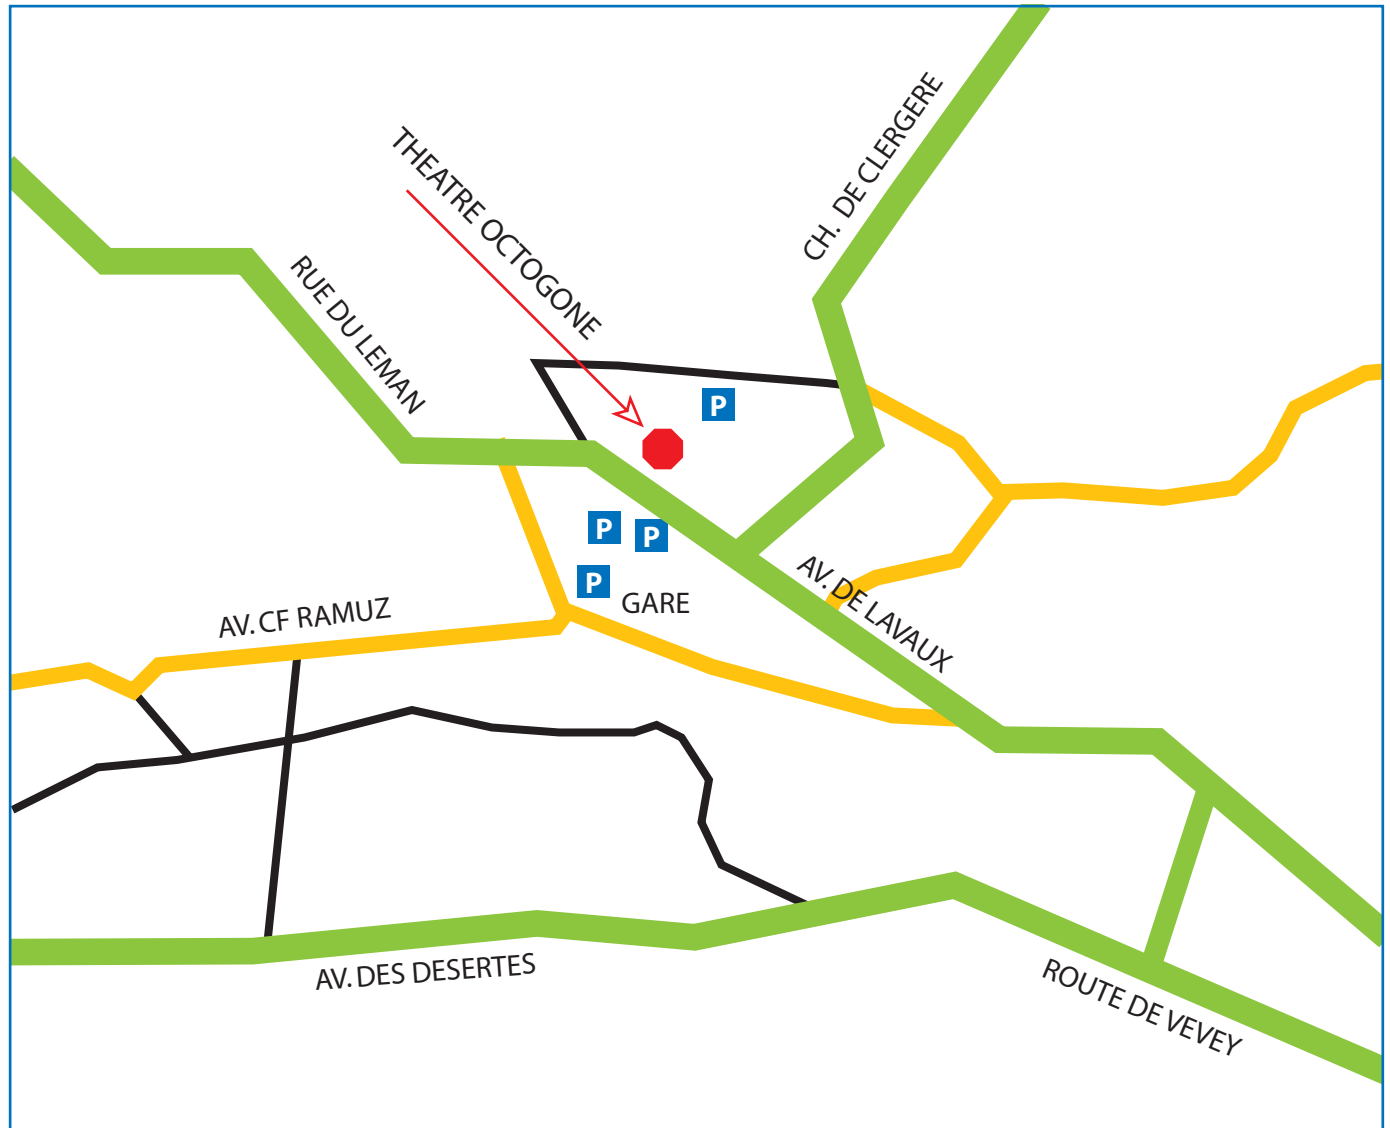 CH. DE CLERGERE
THEATRE OCTOGONE
RUE DU LEMAN
P
P
P
P
GARE
AV. DE LAVAUX
AV. CF RAMUZ
AV. DES DESERTES
ROUTE DE VEVEY